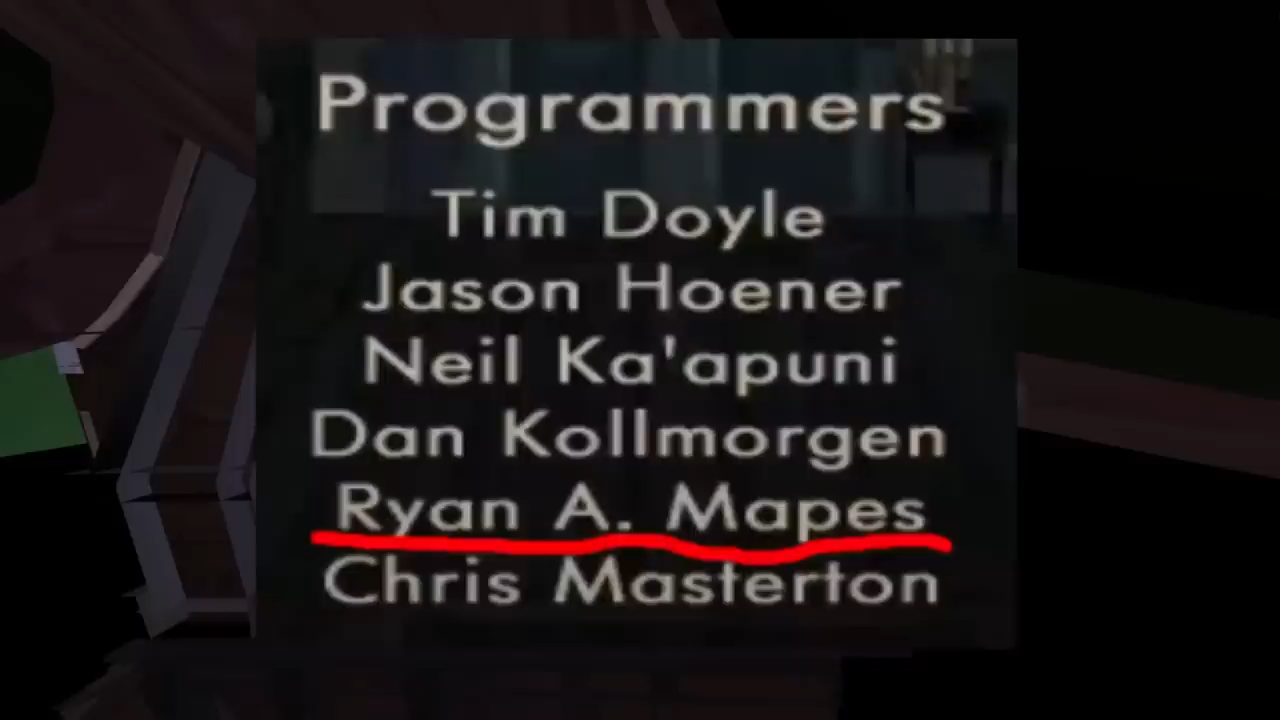 Programmers
Tim Doyle
Jason Hoener
Neil Ka'apuni
Dan Kollmorgen
Ryan A. Mapes
Chris Masterton